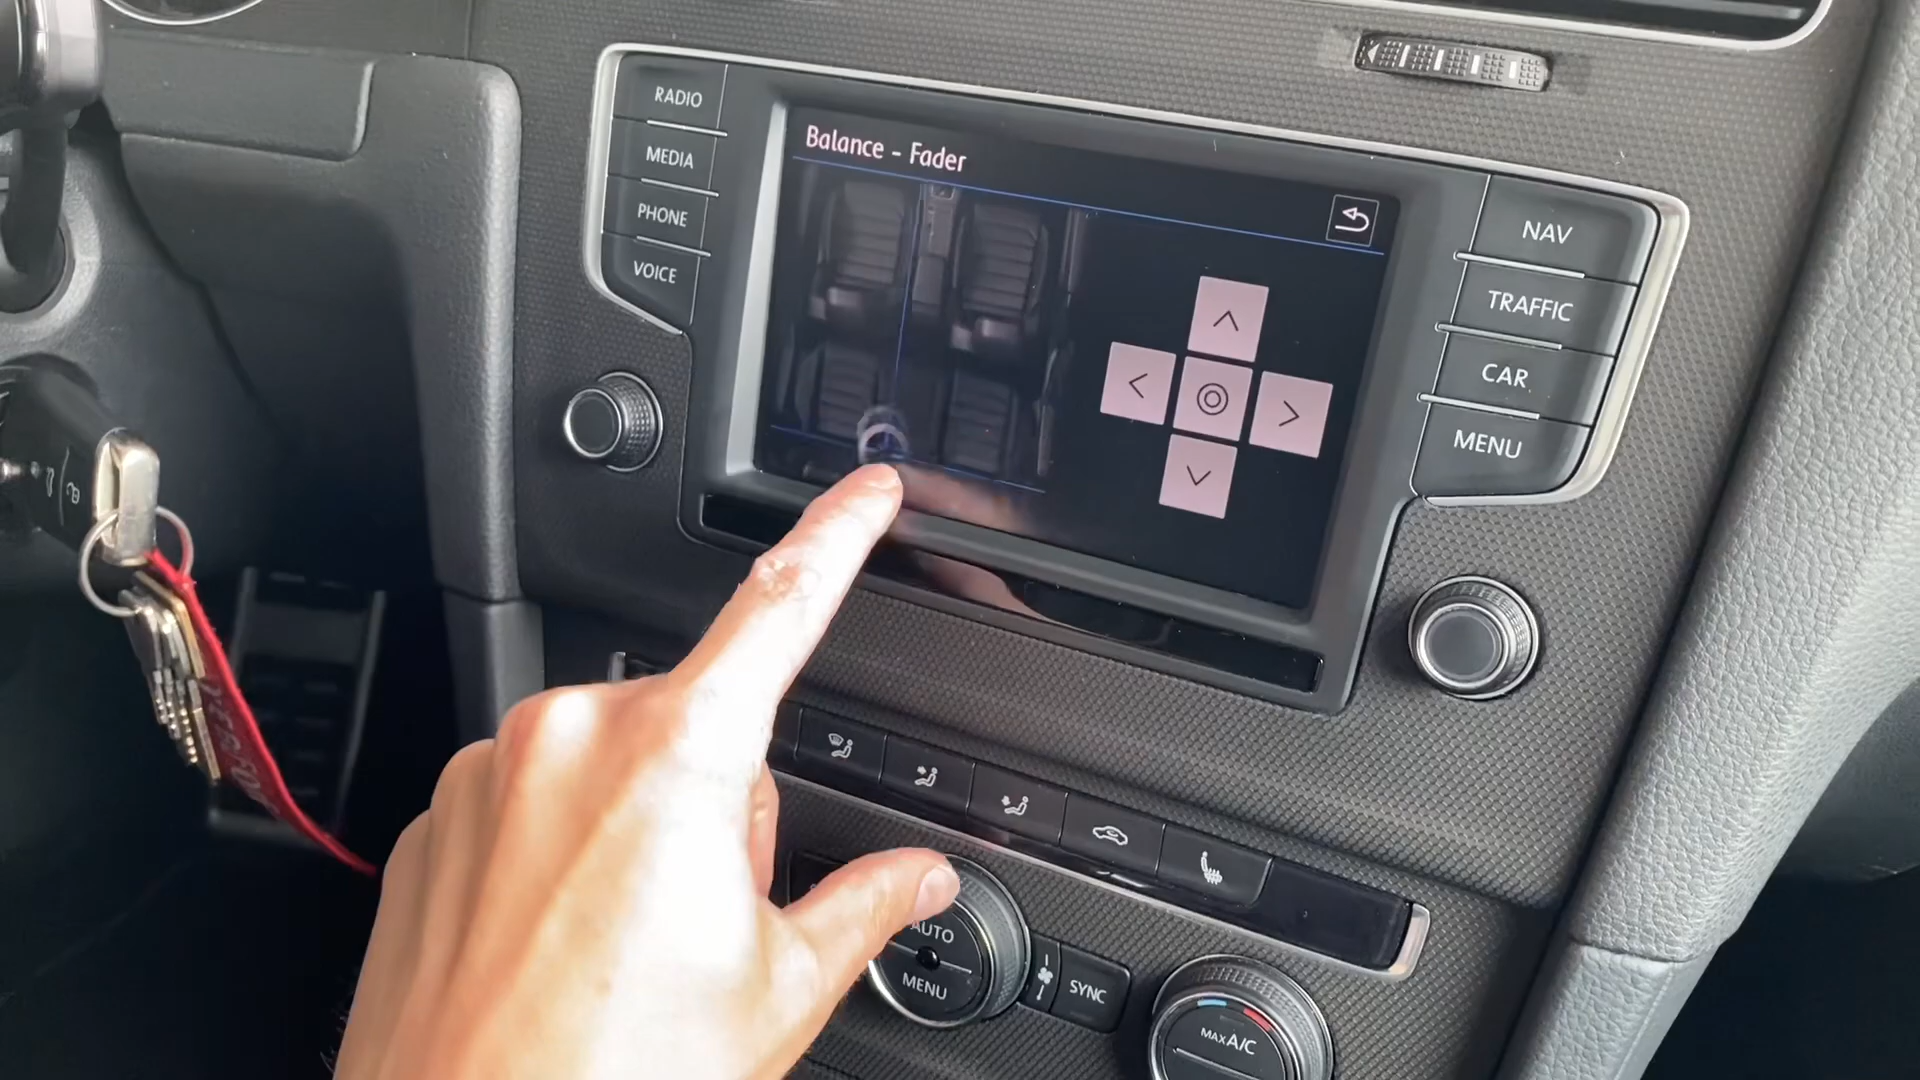 RADIO
MEDIA
PHONE
VOICE
Balance - Fader
NAV
TRAFFIC
CAR
MENU
AUTO
MENU
SYNC
MAX A/C